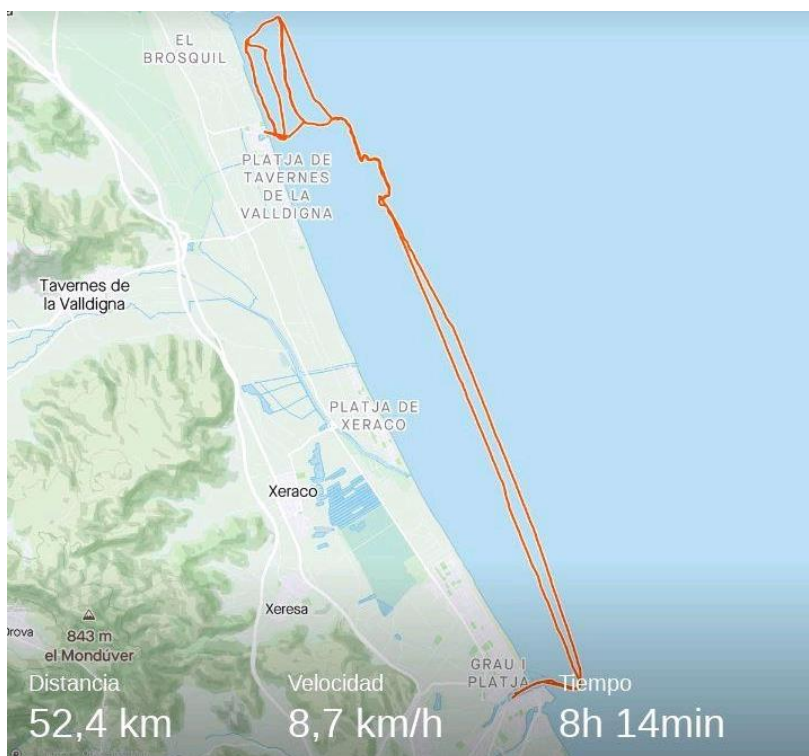 EL
BROSQUIL
PLATJA DE
TAVERNES
DE LA
VALLDIGNA
Tavernes de
la Valldigna
PLATJA DE
XERACO
Xeraco
Xeresa
843 m
el Mondúver
GRAU I
PLATJA
Distancia
Velocidad
Tiempo
52,4 km
8,7 km/h
8h 14min